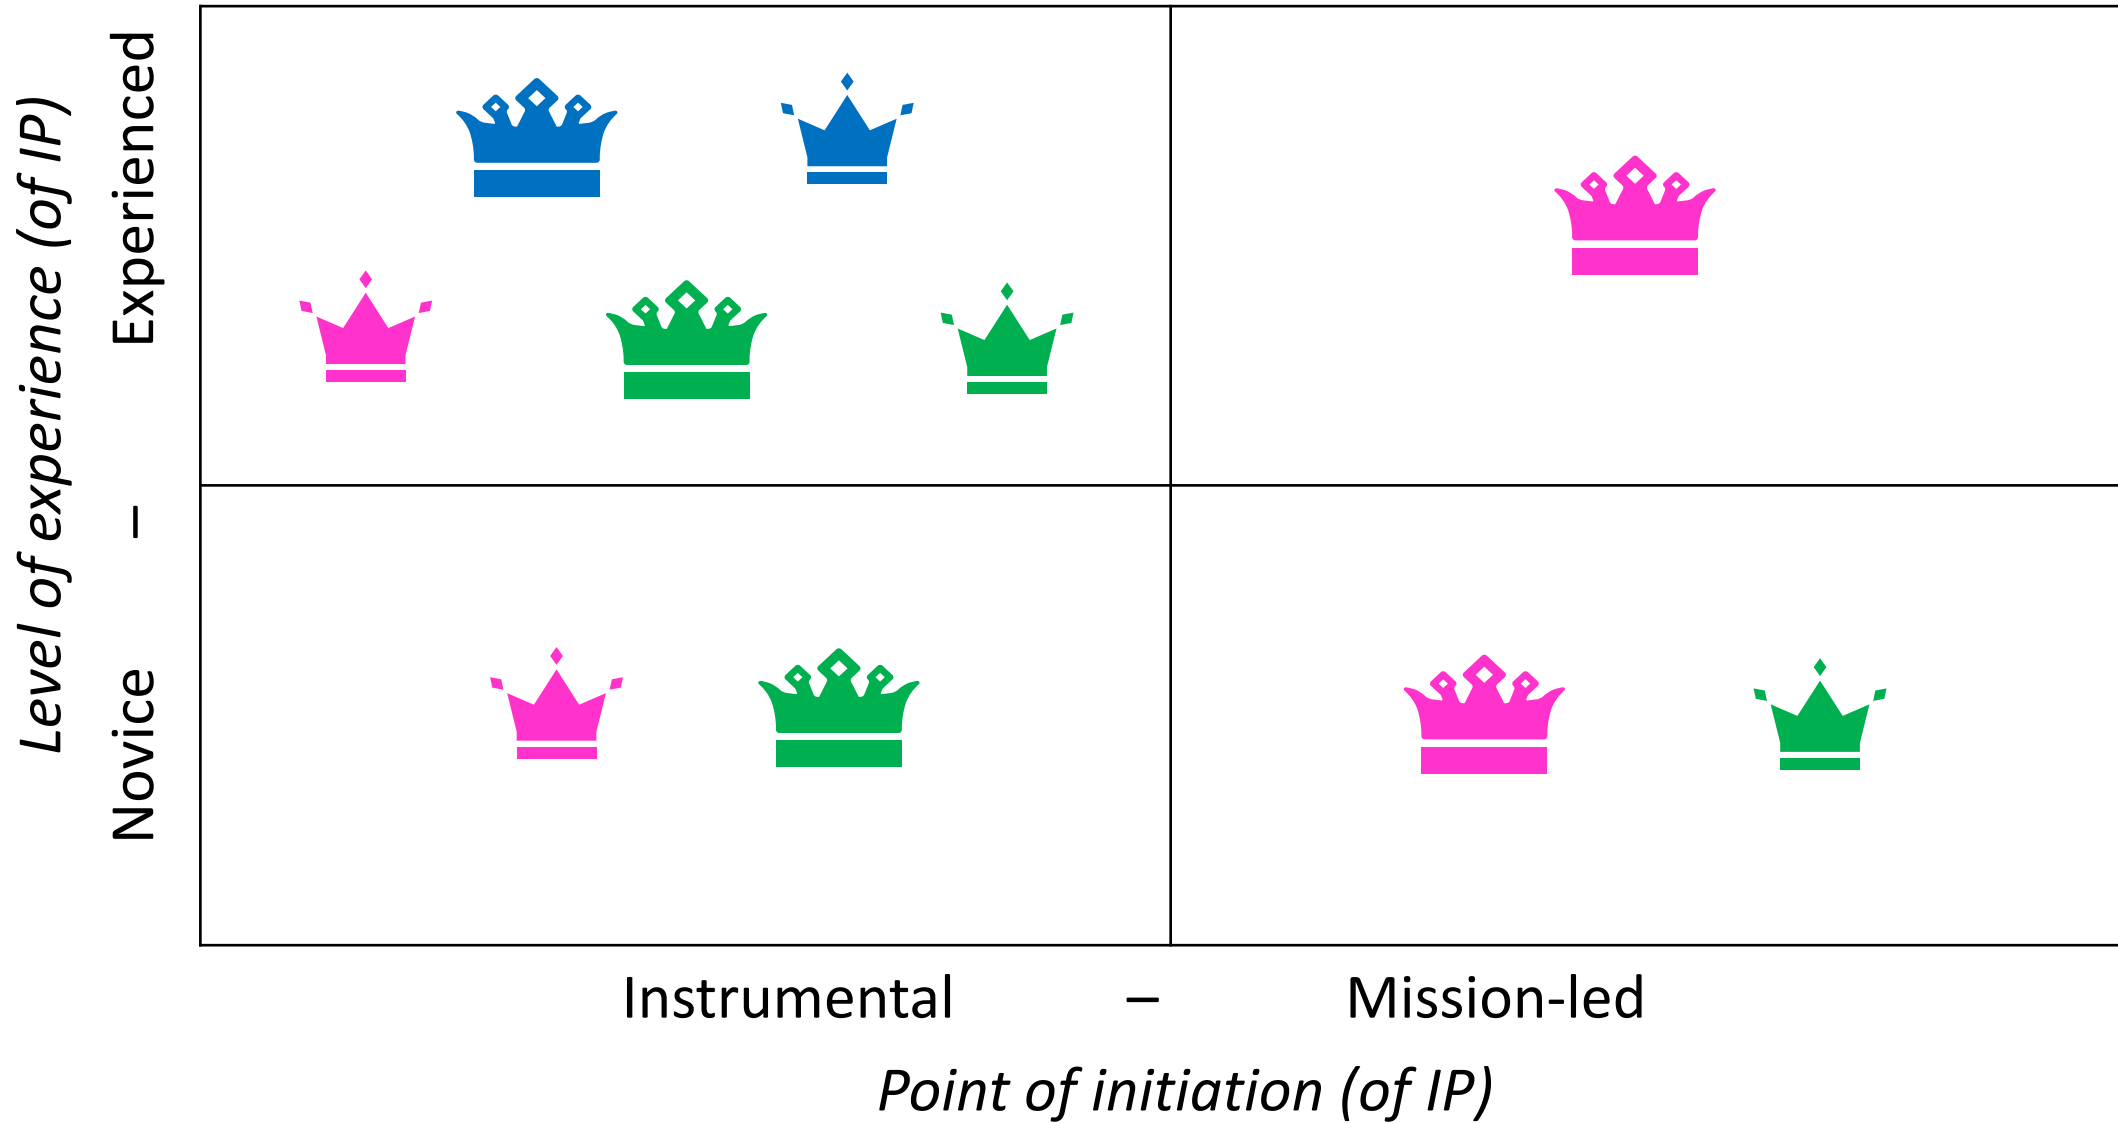 Level of experience (of IP)
Novice – Experienced
Instrumental – Mission-led
Point of initiation (of IP)